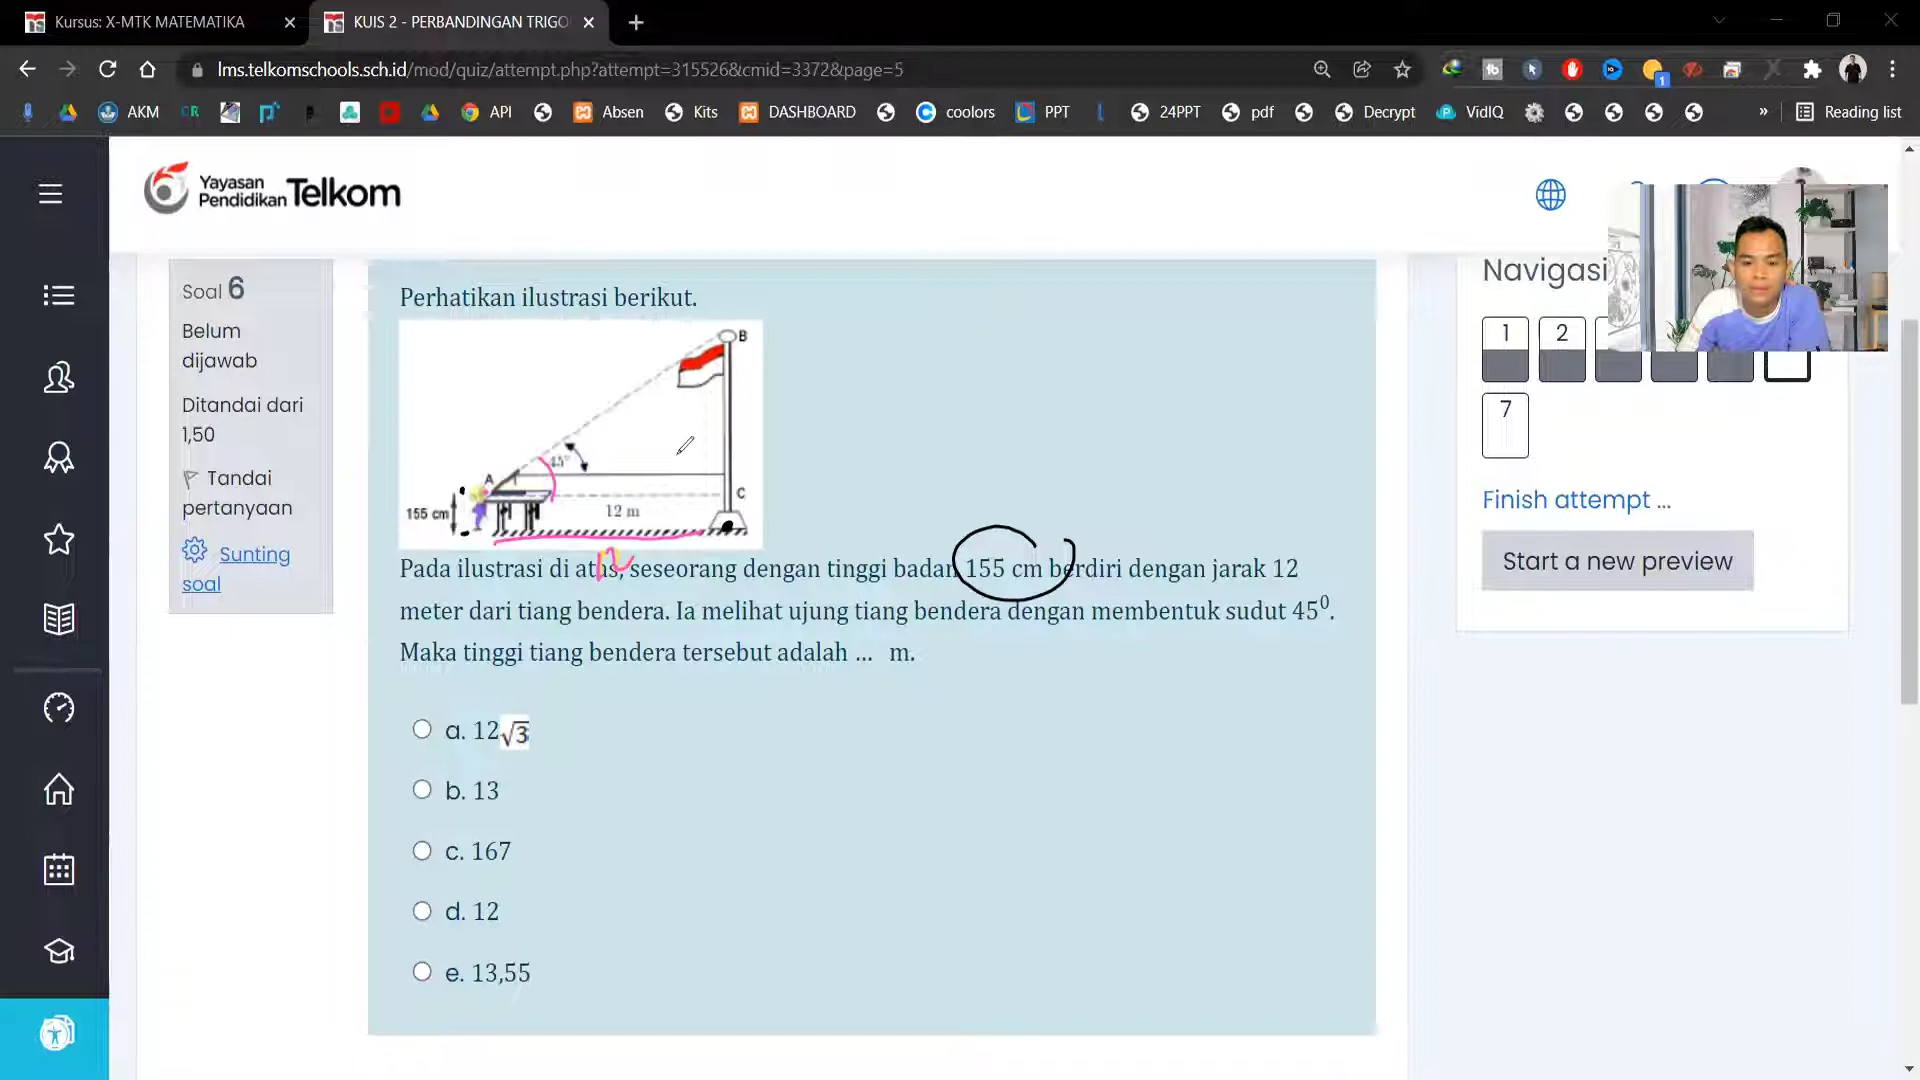 Kursus: X-MTK MATEMATIKA
KUIS 2 - PERBANDINGAN TRIGO
lms.telkomschools.sch.id/mod/quiz/attempt.php?attempt=315526&cmid=3372&page=5
AKM
CR
API
Absen
Kits
DASHBOARD
coolors
PPT
24PPT
pdf
Decrypt
VidIQ
»
Reading list
Yayasan
Pendidikan Telkom
Soal 6
Belum
dijawab
Ditandai dari
1,50
Tandai
pertanyaan
Sunting
soal
Perhatikan ilustrasi berikut.
B
45°
A
C
155 cm
12 m
12
Pada ilustrasi di atas, seseorang dengan tinggi badan 155 cm berdiri dengan jarak 12
meter dari tiang bendera. Ia melihat ujung tiang bendera dengan membentuk sudut 45⁰.
Maka tinggi tiang bendera tersebut adalah ... m.
a. 12√3
b. 13
c. 167
d. 12
e. 13,55
Navigasi
1 2
7
Finish attempt ...
Start a new preview